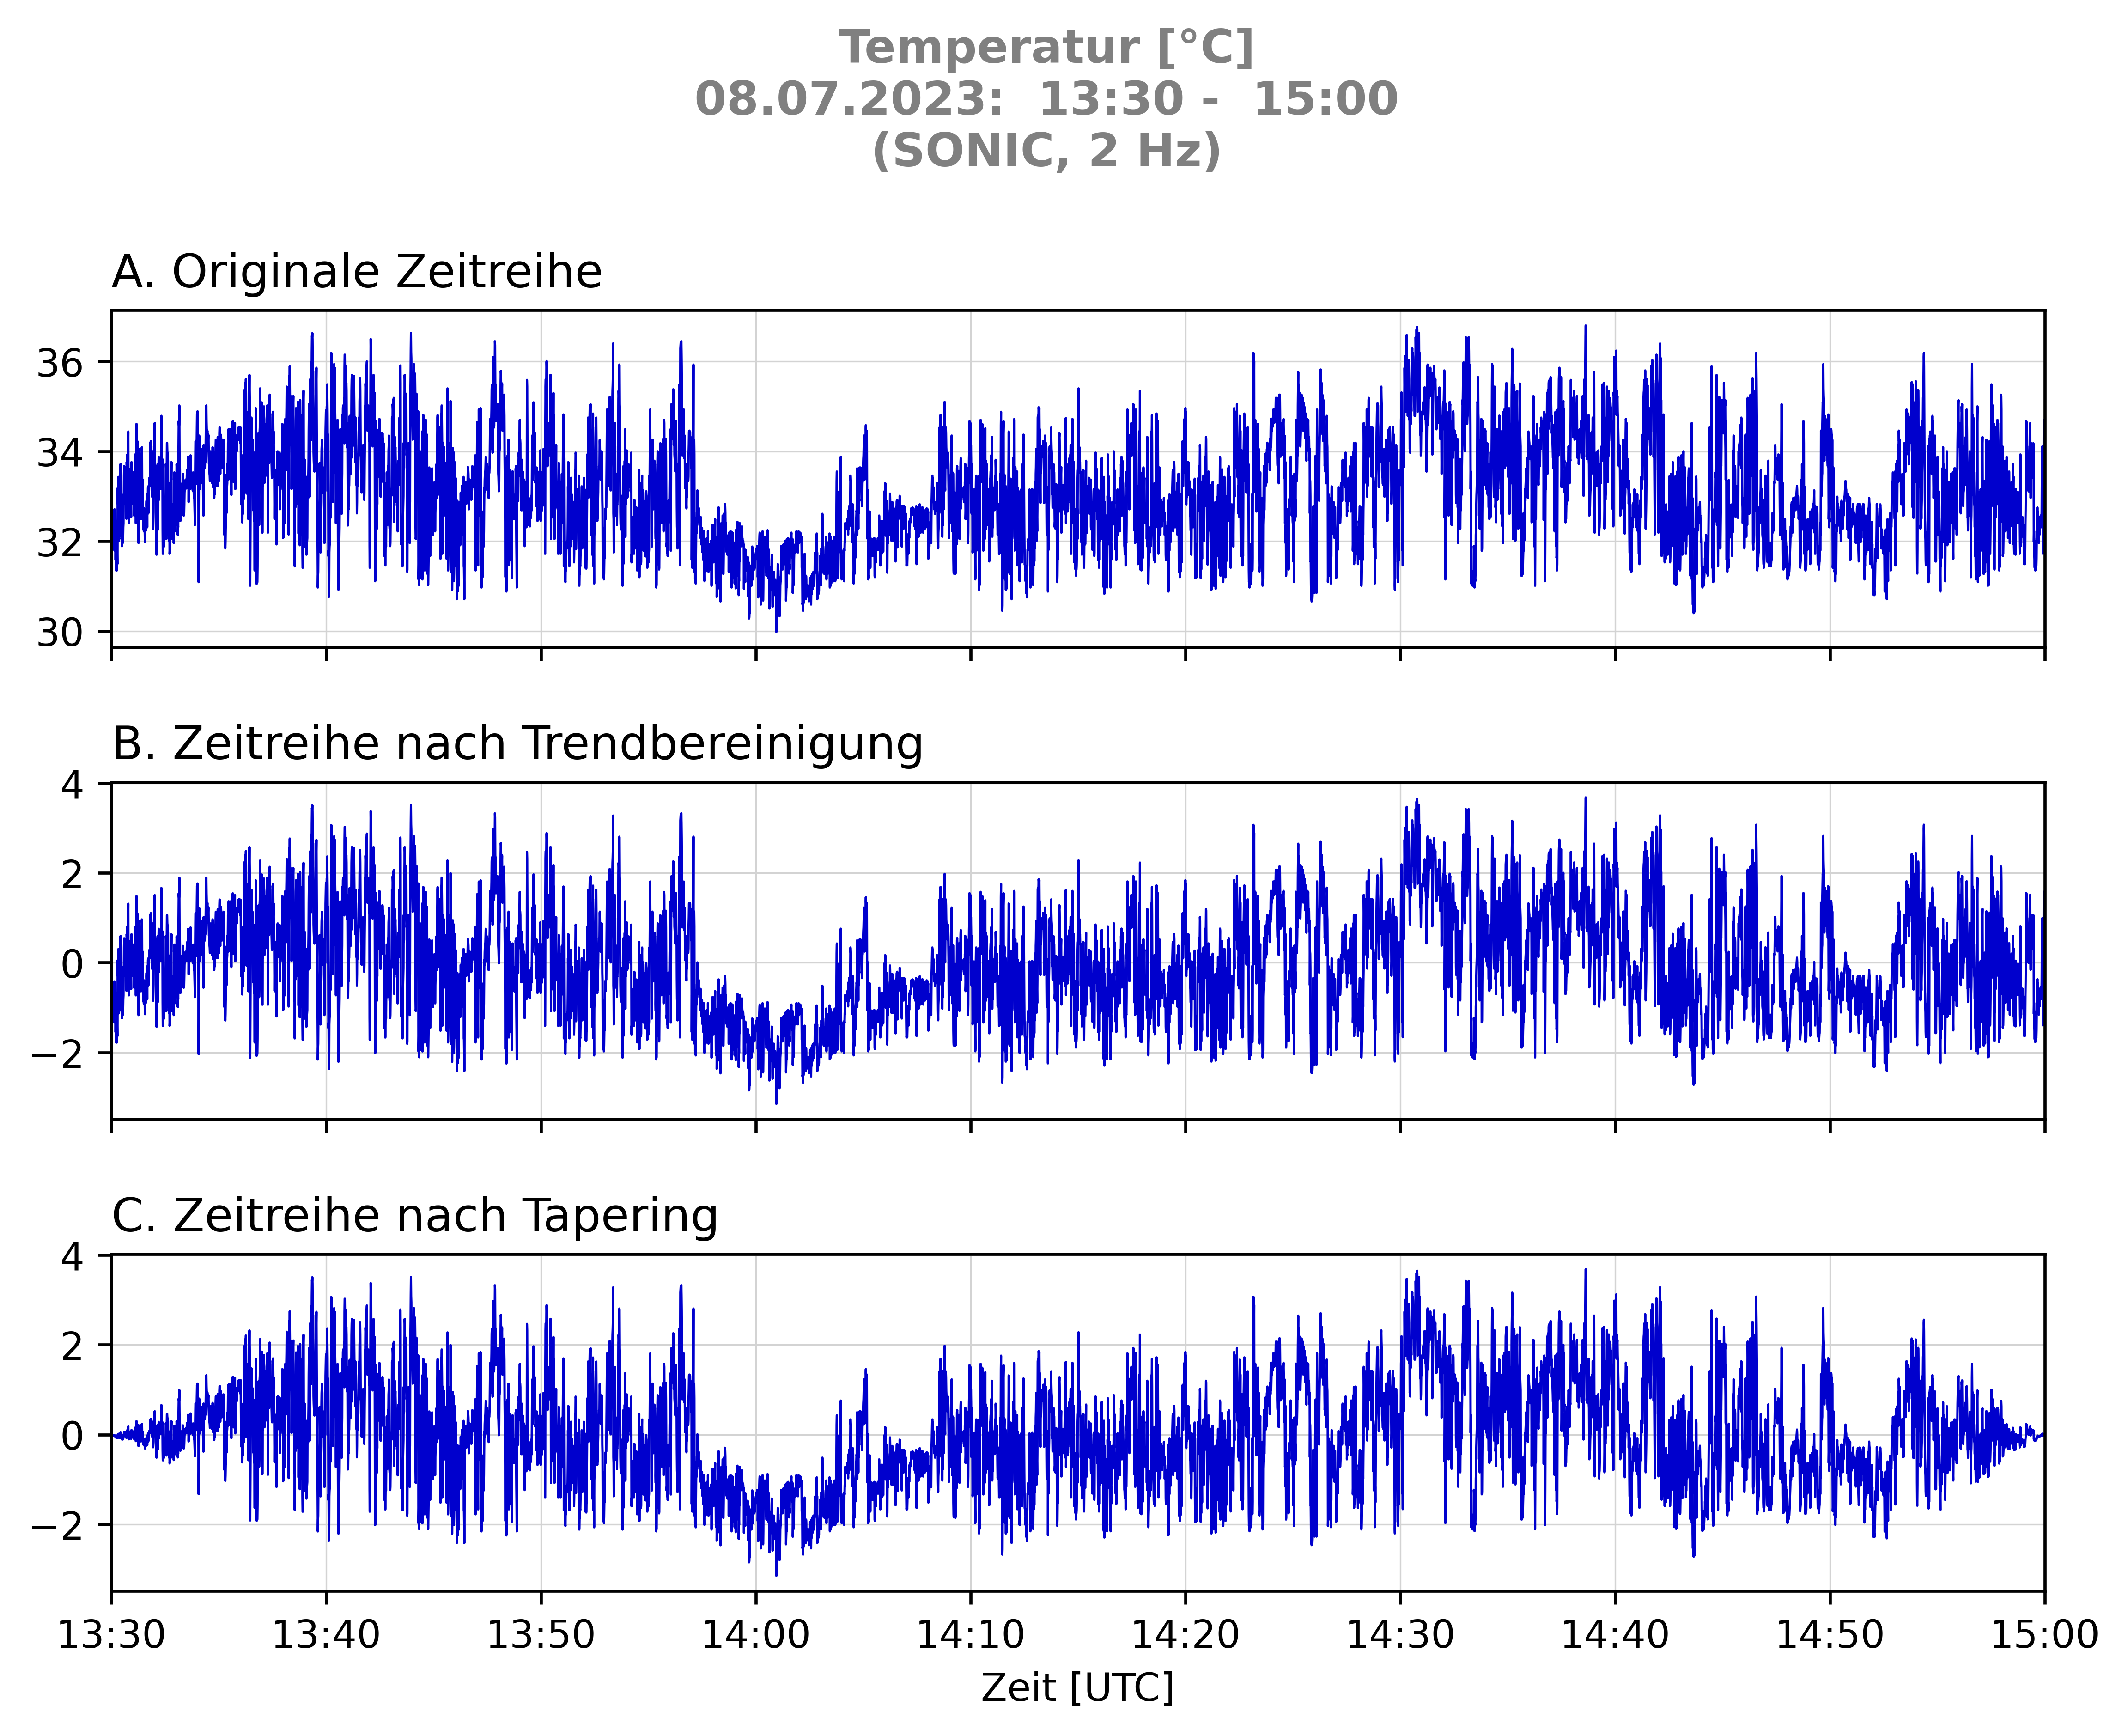 Temperatur [°C]
08.07.2023:  13:30 -  15:00
(SONIC, 2 Hz)
A. Originale Zeitreihe
36
34
32
30
B. Zeitreihe nach Trendbereinigung
4
2
0
−2
C. Zeitreihe nach Tapering
4
2
0
−2
13:30 13:40 13:50 14:00 14:10 14:20 14:30 14:40 14:50 15:00
Zeit [UTC]